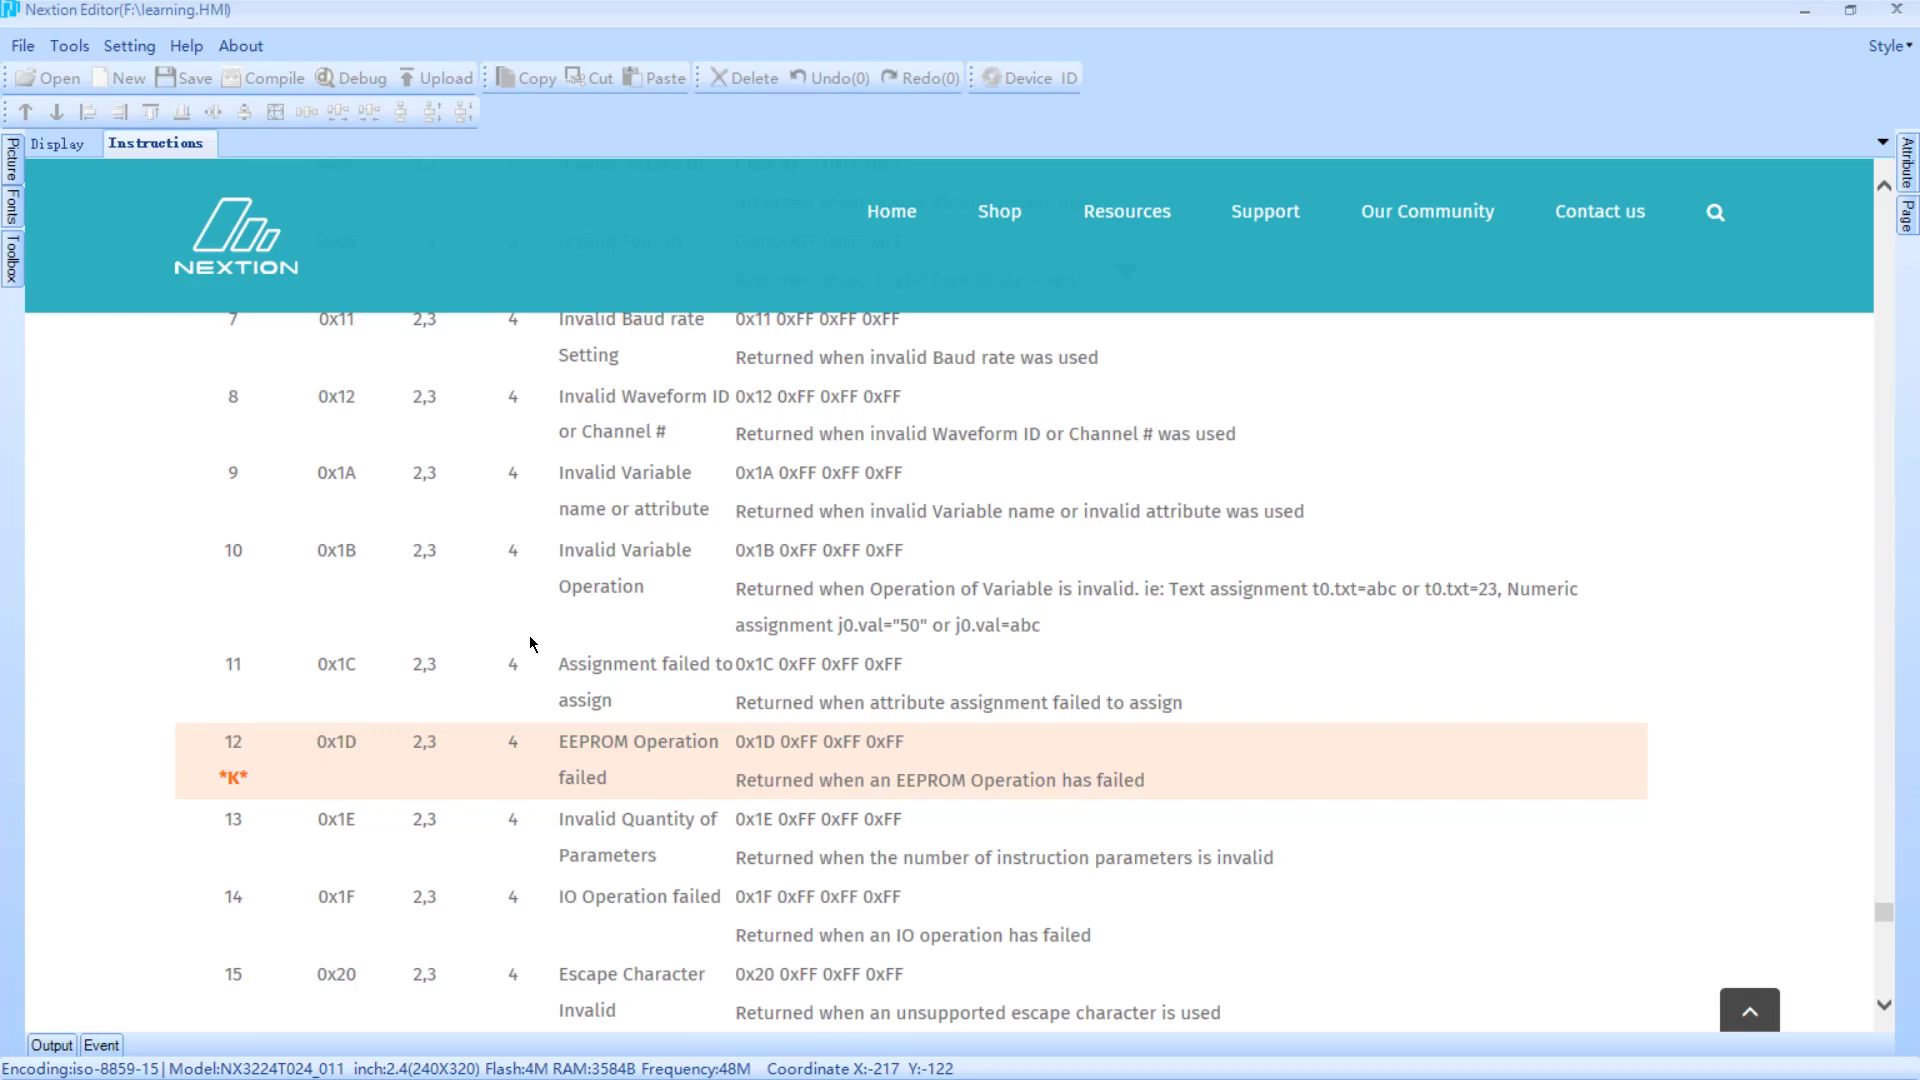 Nextion Editor(F:\learning.HMI)
File Tools Setting Help About Style
Open New Save Compile Debug Upload Copy Cut Paste Delete Undo(0) Redo(0) Device ID
Display Instructions
Picture
Fonts
Toolbox
Attribute
Page
NEXTION
Home Shop Resources Support Our Community Contact us
7 0x11 2,3 4 Invalid Baud rate 0x11 0xFF 0xFF 0xFF
Setting Returned when invalid Baud rate was used
8 0x12 2,3 4 Invalid Waveform ID 0x12 0xFF 0xFF 0xFF
or Channel # Returned when invalid Waveform ID or Channel # was used
9 0x1A 2,3 4 Invalid Variable 0x1A 0xFF 0xFF 0xFF
name or attribute Returned when invalid Variable name or invalid attribute was used
10 0x1B 2,3 4 Invalid Variable 0x1B 0xFF 0xFF 0xFF
Operation Returned when Operation of Variable is invalid. ie: Text assignment t0.txt=abc or t0.txt=23, Numeric
assignment j0.val="50" or j0.val=abc
11 0x1C 2,3 4 Assignment failed to 0x1C 0xFF 0xFF 0xFF
assign Returned when attribute assignment failed to assign
12 0x1D 2,3 4 EEPROM Operation 0x1D 0xFF 0xFF 0xFF
*K* failed Returned when an EEPROM Operation has failed
13 0x1E 2,3 4 Invalid Quantity of 0x1E 0xFF 0xFF 0xFF
Parameters Returned when the number of instruction parameters is invalid
14 0x1F 2,3 4 IO Operation failed 0x1F 0xFF 0xFF 0xFF
Returned when an IO operation has failed
15 0x20 2,3 4 Escape Character 0x20 0xFF 0xFF 0xFF
Invalid Returned when an unsupported escape character is used
Output Event
Encoding:iso-8859-15| Model:NX3224T024_011 inch:2.4(240X320) Flash:4M RAM:3584B Frequency:48M Coordinate X:-217 Y:-122